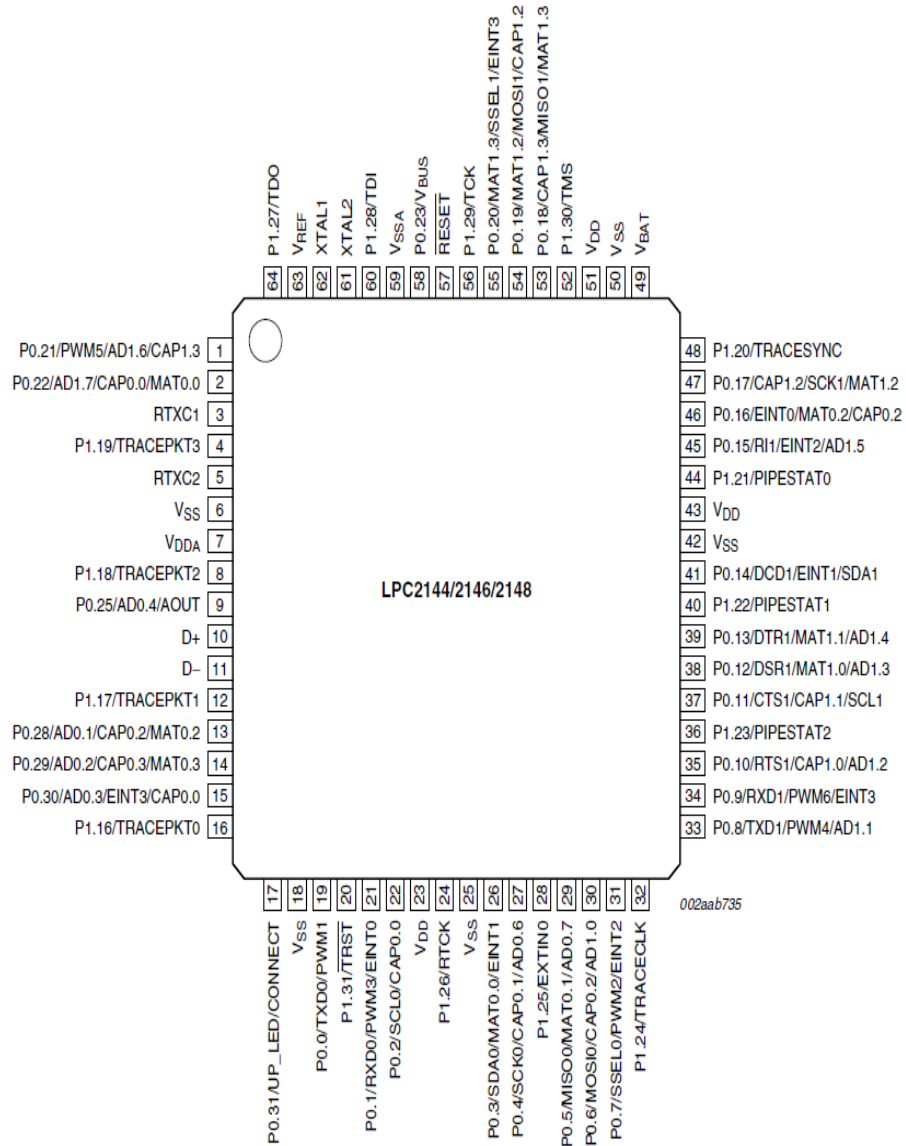 P1.27/TDO
VREF
XTAL1
XTAL2
P1.28/TDI
VSSA
P0.23/VBUS
RESET
P1.29/TCK
P0.20/MAT1.3/SSEL1/EINT3
P0.19/MAT1.2/MOSI1/CAP1.2
P0.18/CAP1.3/MISO1/MAT1.3
P1.30/TMS
VDD
VSS
VBAT
64 63 62 61 60 59 58 57 56 55 54 53 52 51 50 49
P0.21/PWM5/AD1.6/CAP1.3 1
P0.22/AD1.7/CAP0.0/MAT0.0 2
RTXC1 3
P1.19/TRACEPKT3 4
RTXC2 5
VSS 6
VDDA 7
P1.18/TRACEPKT2 8
P0.25/AD0.4/AOUT 9
D+ 10
D− 11
P1.17/TRACEPKT1 12
P0.28/AD0.1/CAP0.2/MAT0.2 13
P0.29/AD0.2/CAP0.3/MAT0.3 14
P0.30/AD0.3/EINT3/CAP0.0 15
P1.16/TRACEPKT0 16
LPC2144/2146/2148
48 P1.20/TRACESYNC
47 P0.17/CAP1.2/SCK1/MAT1.2
46 P0.16/EINT0/MAT0.2/CAP0.2
45 P0.15/RI1/EINT2/AD1.5
44 P1.21/PIPESTAT0
43 VDD
42 VSS
41 P0.14/DCD1/EINT1/SDA1
40 P1.22/PIPESTAT1
39 P0.13/DTR1/MAT1.1/AD1.4
38 P0.12/DSR1/MAT1.0/AD1.3
37 P0.11/CTS1/CAP1.1/SCL1
36 P1.23/PIPESTAT2
35 P0.10/RTS1/CAP1.0/AD1.2
34 P0.9/RXD1/PWM6/EINT3
33 P0.8/TXD1/PWM4/AD1.1
17 18 19 20 21 22 23 24 25 26 27 28 29 30 31 32
002aab735
P0.31/UP_LED/CONNECT
VSS
P0.0/TXD0/PWM1
P1.31/TRST
P0.1/RXD0/PWM3/EINT0
P0.2/SCL0/CAP0.0
VDD
P1.26/RTCK
VSS
P0.3/SDA0/MAT0.0/EINT1
P0.4/SCK0/CAP0.1/AD0.6
P1.25/EXTIN0
P0.5/MISO0/MAT0.1/AD0.7
P0.6/MOSI0/CAP0.2/AD1.0
P0.7/SSEL0/PWM2/EINT2
P1.24/TRACECLK